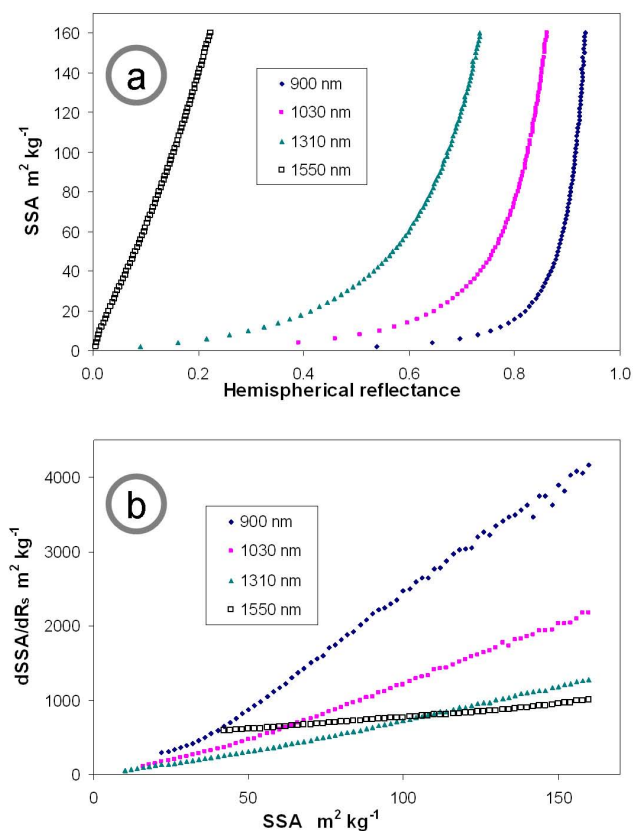 160
140
120
100
80
60
40
20
0
SSA m² kg⁻¹
a
900 nm
1030 nm
1310 nm
1550 nm
0.0 0.2 0.4 0.6 0.8 1.0
Hemispherical reflectance
4000
3000
2000
1000
0
dSSA/dRₛ m² kg⁻¹
b
900 nm
1030 nm
1310 nm
1550 nm
0 50 100 150
SSA m² kg⁻¹